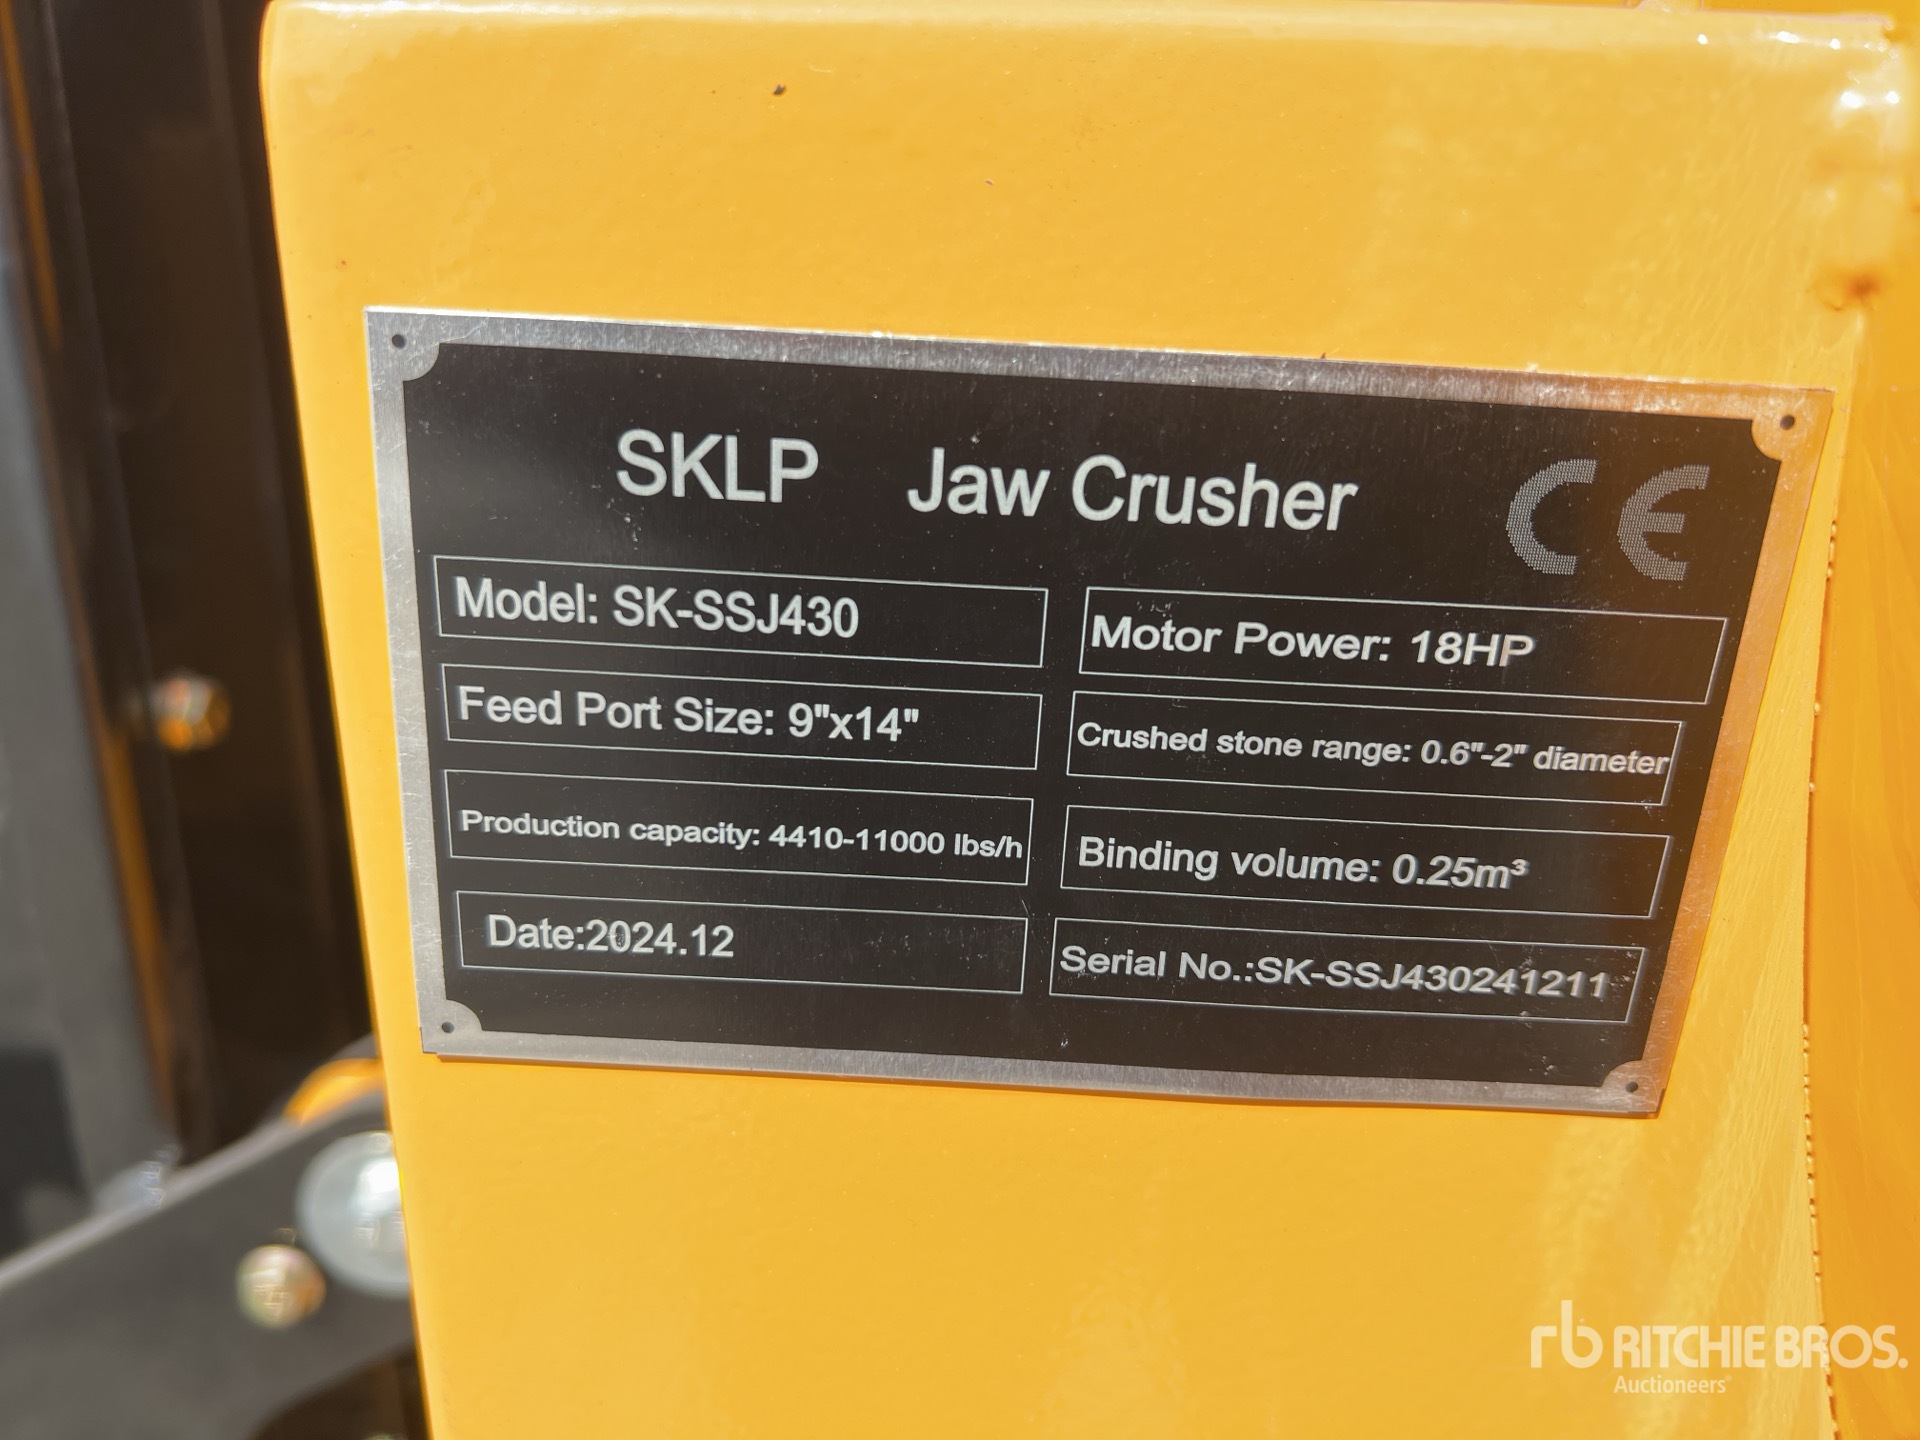 SKLP Jaw Crusher CE
Model: SK-SSJ430
Motor Power: 18HP
Feed Port Size: 9"x14"
Crushed stone range: 0.6"-2" diameter
Production capacity: 4410-11000 lbs/h
Binding volume: 0.25m³
Date:2024.12
Serial No.:SK-SSJ430241211
rb RITCHIE BROS.
Auctioneers